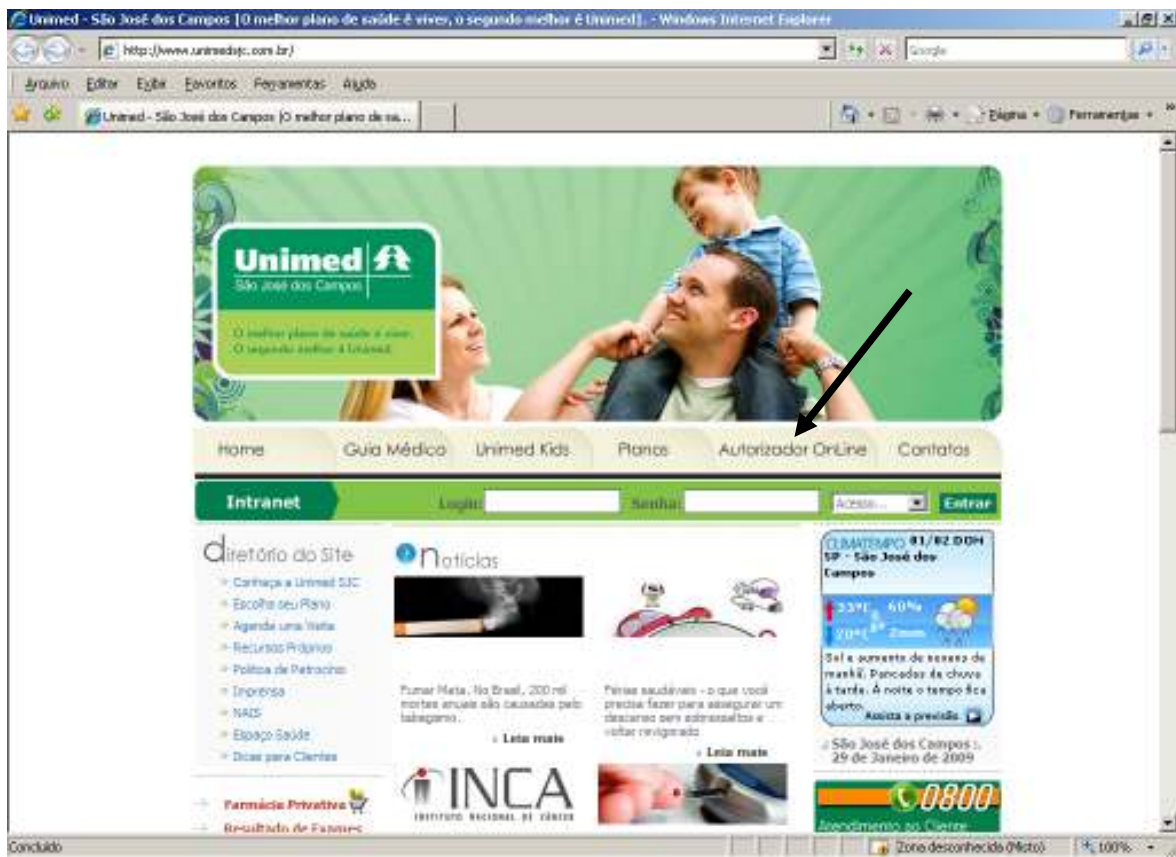 Unimed - São José dos Campos [O melhor plano de saúde é viver, o segundo melhor é Unimed]. - Windows Internet Explorer
http://www.unimedsjc.com.br/
Google
Arquivo Editar Exibir Favoritos Ferramentas Ajuda
Unimed - São José dos Campos [O melhor plano de sa...
Página Ferramentas
Unimed
São José dos Campos
O melhor plano de saúde é viver.
O segundo melhor é Unimed.
Home Guia Médico Unimed Kids Planos Autorizador OnLine Contatos
Intranet Login: Senha: Acesso... Entrar
diretório do Site
Conheça a Unimed SJC
Escolha seu Plano
Agende uma Visita
Recursos Próprios
Política de Patrocínio
Imprensa
NAIS
Espaço Saúde
Dicas para Clientes
Farmácia Privativa
Resultado de Exames
notícias
Fumar Mata. No Brasil, 200 mil
mortes anuais são causadas pelo
tabagismo.
Leia mais
Férias saudáveis - o que você
precisa fazer para assegurar um
descanso sem sobressaltos e
voltar revigorado
Leia mais
INCA
INSTITUTO NACIONAL DE CÂNCER
CLIMATEMPO 01/02 DOM
SP - São José dos
Campos
33°C 60%
20°C 2mm
Sol e aumento de nuvens de
manhã. Pancadas de chuva
à tarde. À noite o tempo fica
aberto.
Assista a previsão
.: São José dos Campos :.
29 de Janeiro de 2009
0800
Atendimento ao Cliente
Concluído
Zona desconhecida (Misto) 100%